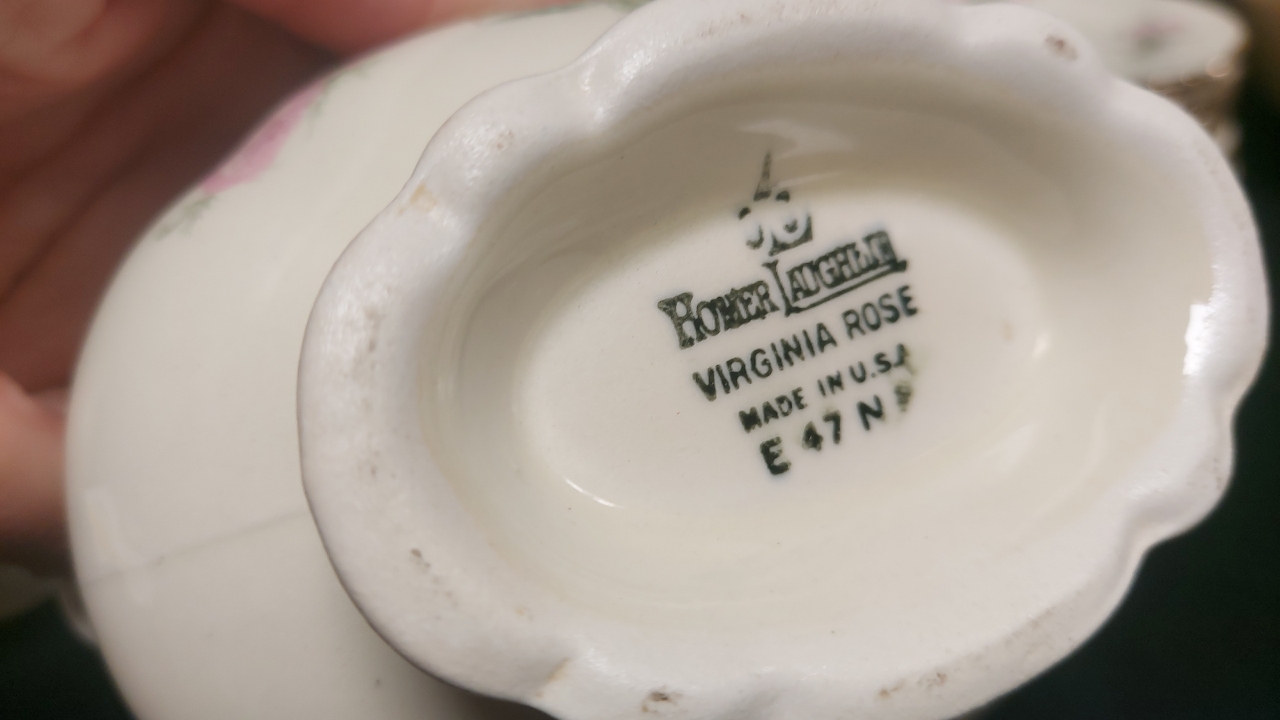 HOMER LAUGHLIN
VIRGINIA ROSE
MADE IN U.S.A
E 47 N